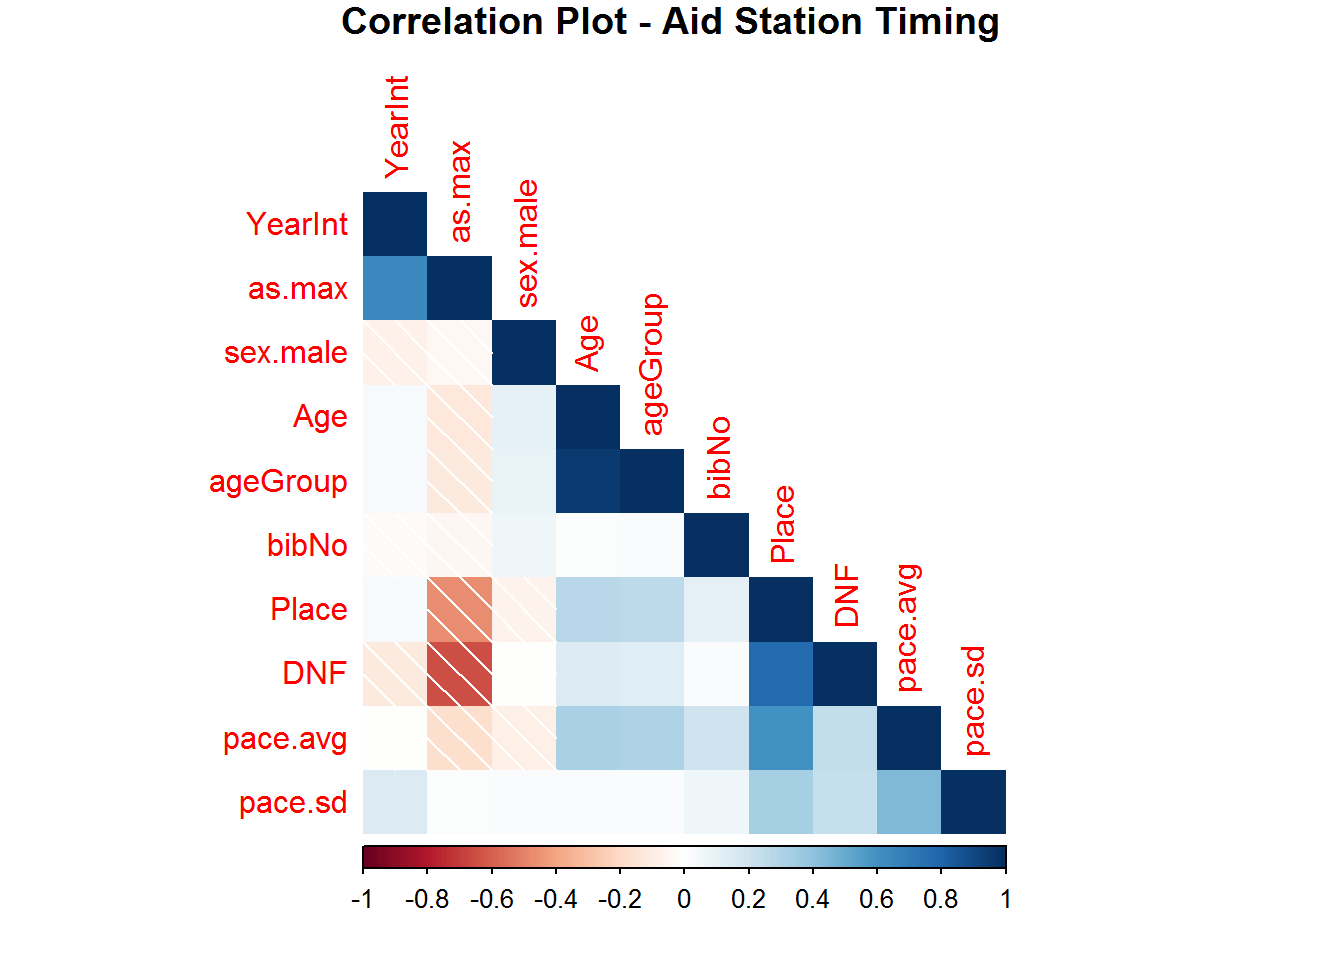 Correlation Plot - Aid Station Timing
YearInt
as.max
sex.male
Age
ageGroup
bibNo
Place
DNF
pace.avg
pace.sd
YearInt
as.max
sex.male
Age
ageGroup
bibNo
Place
DNF
pace.avg
pace.sd
-1 -0.8 -0.6 -0.4 -0.2 0 0.2 0.4 0.6 0.8 1